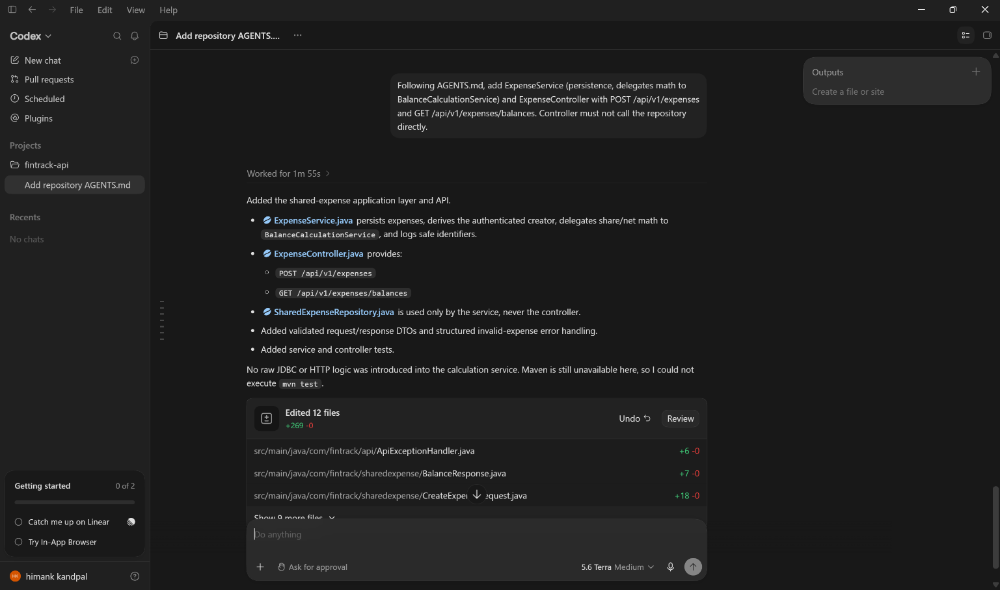 File Edit View Help
Codex
New chat
Pull requests
Scheduled
Plugins
Projects
fintrack-api
Add repository AGENTS.md
Recents
No chats
Getting started 0 of 2
Catch me up on Linear
Try In-App Browser
HK himank kandpal
Add repository AGENTS....
Following AGENTS.md, add ExpenseService (persistence, delegates math to
BalanceCalculationService) and ExpenseController with POST /api/v1/expenses
and GET /api/v1/expenses/balances. Controller must not call the repository
directly.
Worked for 1m 55s
Added the shared-expense application layer and API.
• ExpenseService.java persists expenses, derives the authenticated creator, delegates share/net math to
BalanceCalculationService, and logs safe identifiers.
• ExpenseController.java provides:
◦ POST /api/v1/expenses
◦ GET /api/v1/expenses/balances
• SharedExpenseRepository.java is used only by the service, never the controller.
• Added validated request/response DTOs and structured invalid-expense error handling.
• Added service and controller tests.
No raw JDBC or HTTP logic was introduced into the calculation service. Maven is still unavailable here, so I could not
execute mvn test.
Edited 12 files
+269 -0
Undo Review
src/main/java/com/fintrack/api/ApiExceptionHandler.java +6 -0
src/main/java/com/fintrack/sharedexpense/BalanceResponse.java +7 -0
src/main/java/com/fintrack/sharedexpense/CreateExpen equest.java +18 -0
Show 9 more files
Do anything
Ask for approval 5.6 Terra Medium
Outputs
Create a file or site